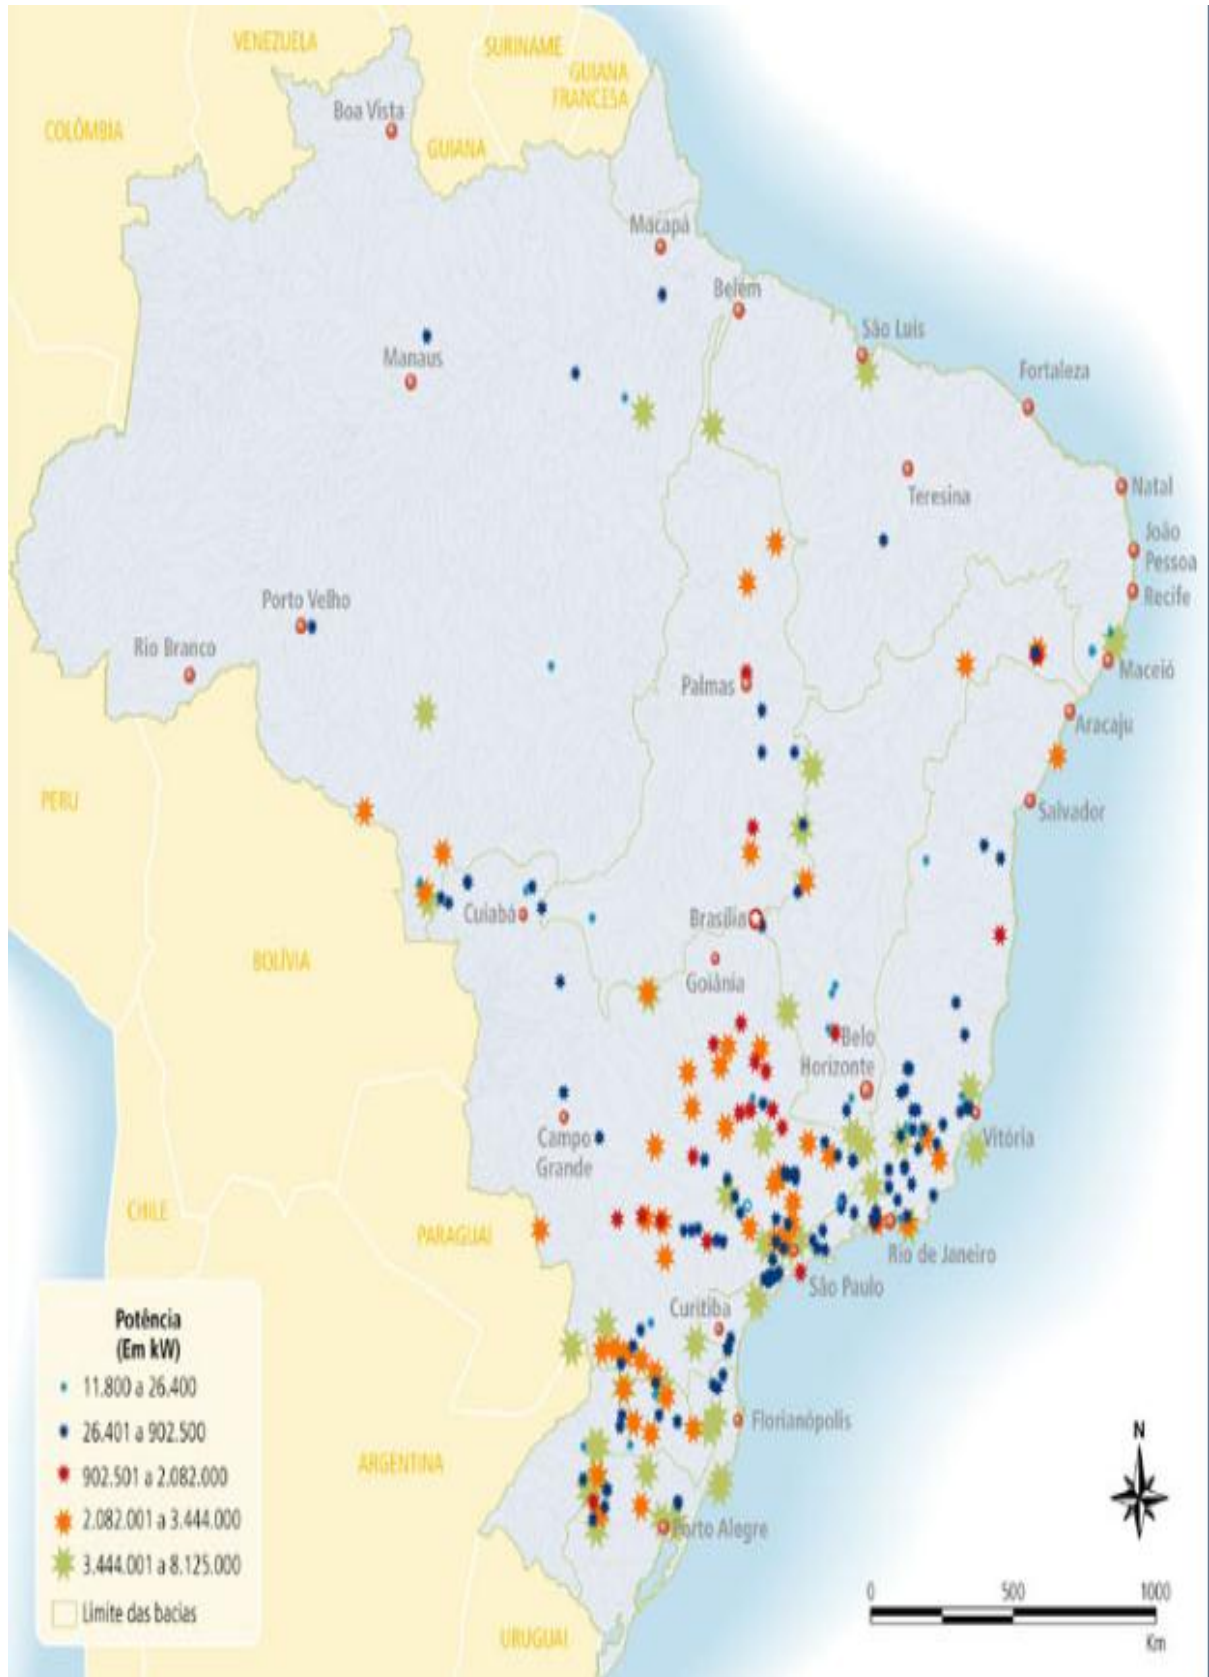 VENEZUELA
SURINAME
GUIANA
FRANCESA
COLÔMBIA
Boa Vista
GUIANA
Macapá
Belém
São Luis
Manaus
Fortaleza
Teresina
Natal
João
Pessoa
Recife
Porto Velho
Rio Branco
Maceió
Palmas
Aracaju
PERU
Salvador
Cuiabá
Brasília
BOLÍVIA
Goiânia
Belo
Horizonte
Campo
Grande
Vitória
CHILE
PARAGUAI
Rio de Janeiro
São Paulo
Curitiba
Florianópolis
ARGENTINA
Porto Alegre
URUGUAI
Potência
(Em kW)
11.800 a 26.400
26.401 a 902.500
902.501 a 2.082.000
2.082.001 a 3.444.000
3.444.001 a 8.125.000
Limite das bacias
N
0 500 1000
Km